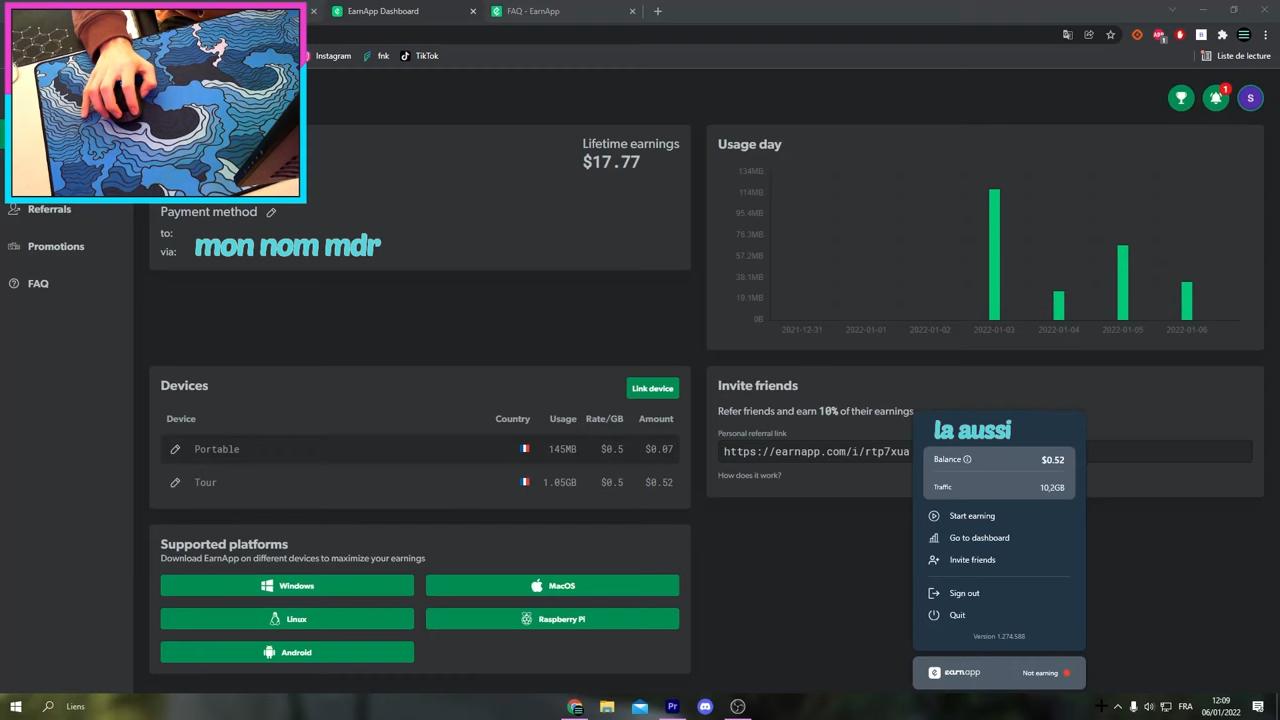 EarnApp Dashboard
FAQ - EarnApp
Instagram
fnk
TikTok
Liste de lecture
1
1
S
Lifetime earnings
$17.77
Payment method
to:
via:
mon nom mdr
Referrals
Promotions
FAQ
Usage day
134MB
114MB
95.4MB
76.3MB
57.2MB
38.1MB
19.1MB
0B
2021-12-31
2022-01-01
2022-01-02
2022-01-03
2022-01-04
2022-01-05
2022-01-06
Devices
Link device
Device Country Usage Rate/GB Amount
Portable 145MB $0.5 $0.07
Tour 1.05GB $0.5 $0.52
Supported platforms
Download EarnApp on different devices to maximize your earnings
Windows
MacOS
Linux
Raspberry Pi
Android
Invite friends
Refer friends and earn 10% of their earnings
Personal referral link
https://earnapp.com/i/rtp7xua
How does it work?
la aussi
Balance $0.52
Traffic 10,2GB
Start earning
Go to dashboard
Invite friends
Sign out
Quit
Version 1.274.588
earn.app
Not earning
Liens
Pr
FRA
12:09
06/01/2022